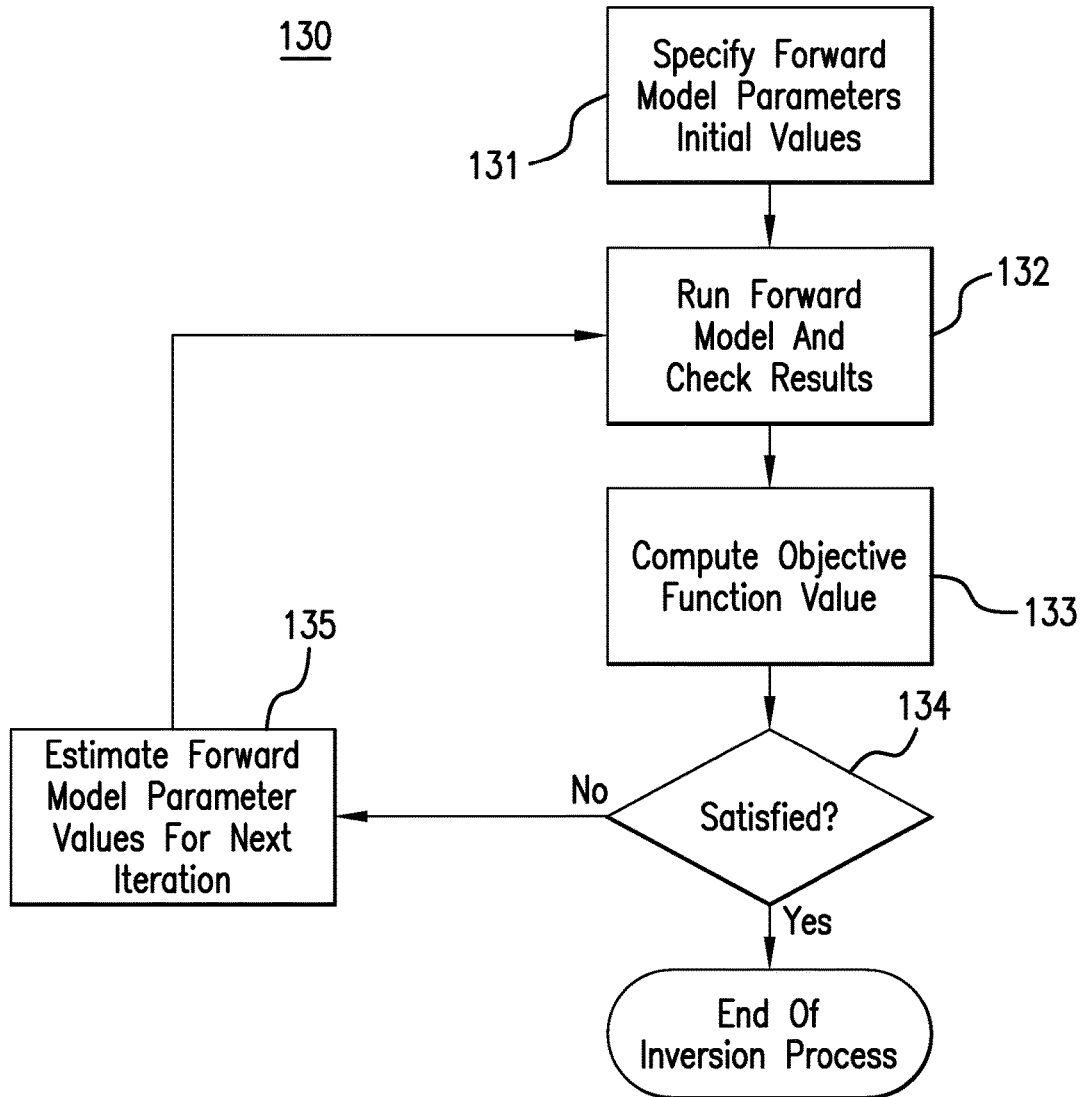 130
Specify Forward
Model Parameters
Initial Values
131
Run Forward
Model And
Check Results
132
Compute Objective
Function Value
133
134
Satisfied?
No
Yes
135
Estimate Forward
Model Parameter
Values For Next
Iteration
End Of
Inversion Process